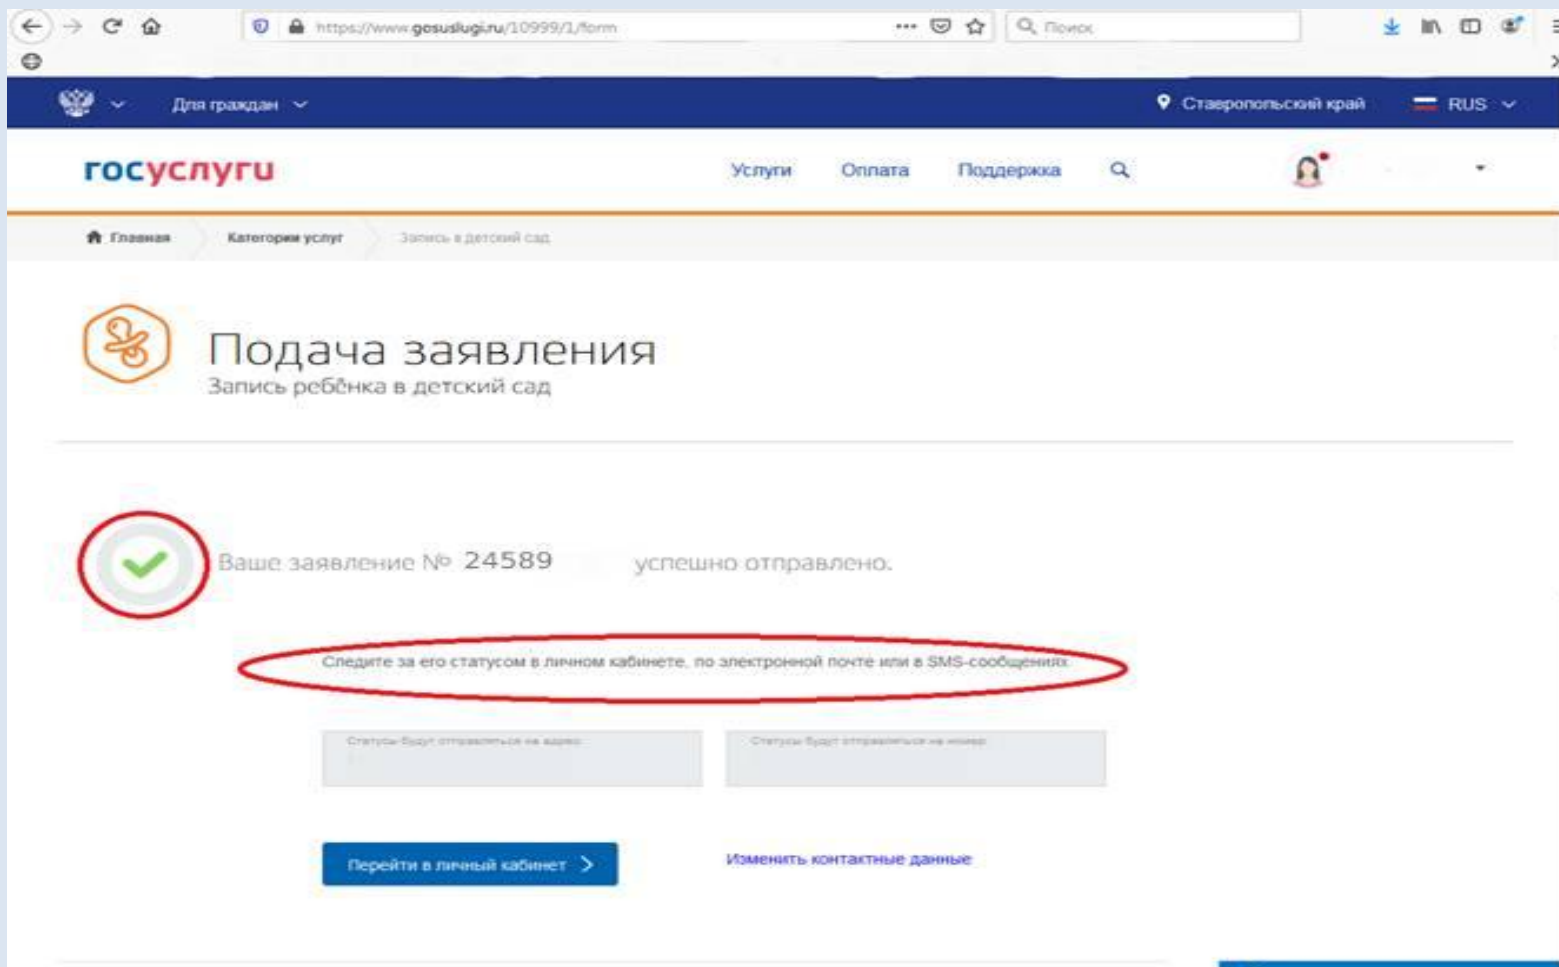 https://www.gosuslugi.ru/10999/1/form
Поиск
Для граждан
Ставропольский край
RUS
госуслуги
Услуги
Оплата
Поддержка
Главная
Категории услуг
Запись в детский сад
Подача заявления
Запись ребёнка в детский сад
Ваше заявление № 24589 успешно отправлено.
Следите за его статусом в личном кабинете, по электронной почте или в SMS-сообщениях
Статусы будут отправляться на адрес:
Статусы будут отправляться на номер:
Перейти в личный кабинет
Изменить контактные данные